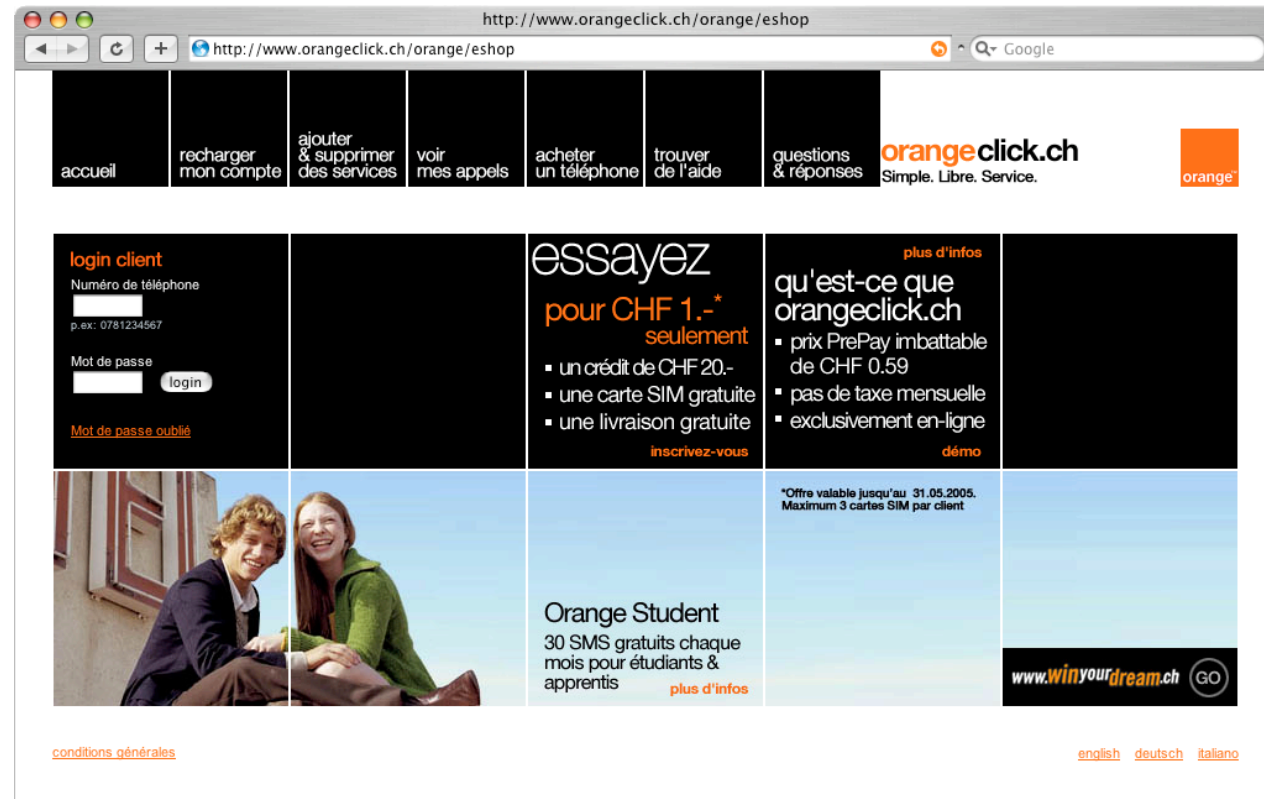 http://www.orangeclick.ch/orange/eshop
http://www.orangeclick.ch/orange/eshop
Google
accueil
recharger
mon compte
ajouter
& supprimer
des services
voir
mes appels
acheter
un téléphone
trouver
de l'aide
questions
& réponses
orangeclick.ch
Simple. Libre. Service.
orange™
login client
Numéro de téléphone
p.ex: 0781234567
Mot de passe
login
Mot de passe oublié
essayez
pour CHF 1.-*
seulement
un crédit de CHF 20.-
une carte SIM gratuite
une livraison gratuite
inscrivez-vous
plus d'infos
qu'est-ce que
orangeclick.ch
prix PrePay imbattable
de CHF 0.59
pas de taxe mensuelle
exclusivement en-ligne
démo
*Offre valable jusqu'au 31.05.2005.
Maximum 3 cartes SIM par client
Orange Student
30 SMS gratuits chaque
mois pour étudiants &
apprentis
plus d'infos
www.winyourdream.ch GO
conditions générales
english deutsch italiano